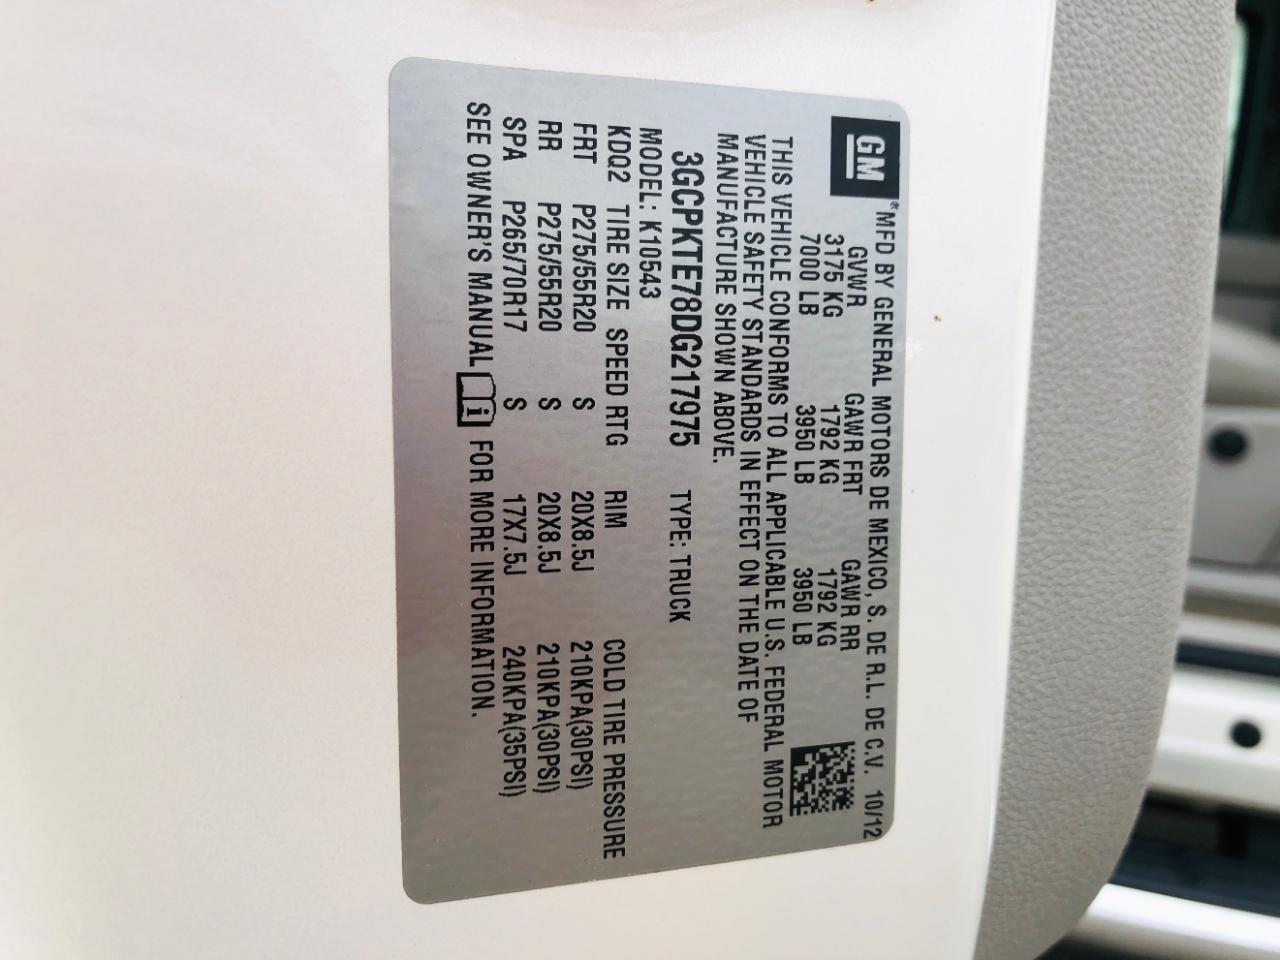 GM
*MFD BY GENERAL MOTORS DE MEXICO, S. DE R.L. DE C.V. 10/12
GVWR GAWR FRT GAWR RR
3175 KG 1792 KG 1792 KG
7000 LB 3950 LB 3950 LB
THIS VEHICLE CONFORMS TO ALL APPLICABLE U.S. FEDERAL MOTOR
VEHICLE SAFETY STANDARDS IN EFFECT ON THE DATE OF
MANUFACTURE SHOWN ABOVE.
3GCPKTE78DG217975 TYPE: TRUCK
MODEL: K10543
KDQ2 TIRE SIZE SPEED RTG RIM COLD TIRE PRESSURE
FRT P275/55R20 S 20X8.5J 210KPA(30PSI)
RR P275/55R20 S 20X8.5J 210KPA(30PSI)
SPA P265/70R17 S 17X7.5J 240KPA(35PSI)
SEE OWNER'S MANUAL i FOR MORE INFORMATION.